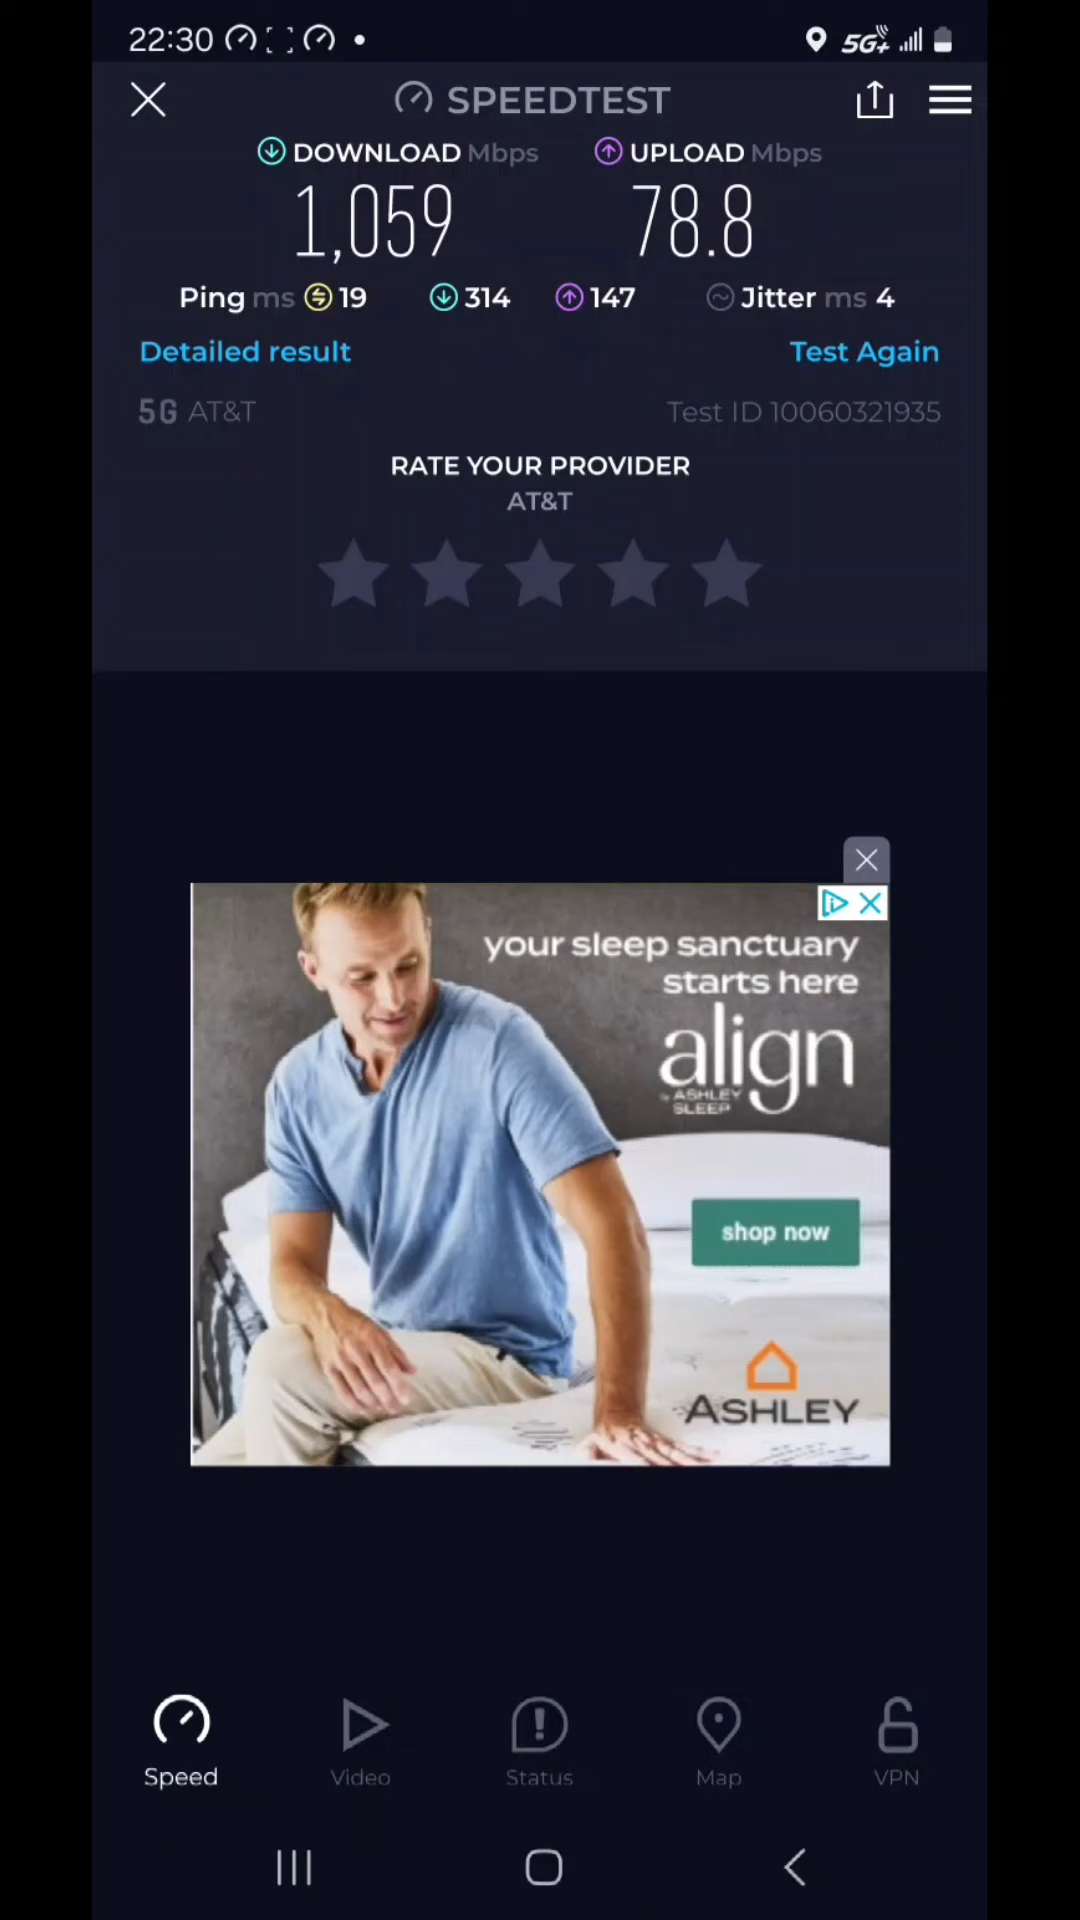 22:30 5G+
SPEEDTEST
DOWNLOAD Mbps UPLOAD Mbps
1,059 78.8
Ping ms 19 314 147 Jitter ms 4
Detailed result Test Again
5G AT&T Test ID 10060321935
RATE YOUR PROVIDER
AT&T
your sleep sanctuary
starts here
align
by ASHLEY
SLEEP
shop now
ASHLEY
Speed Video Status Map VPN